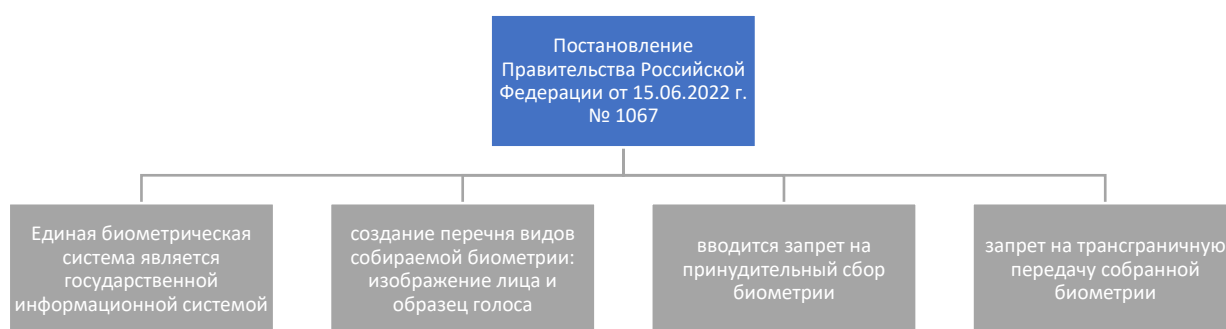 Постановление
Правительства Российской
Федерации от 15.06.2022 г.
№ 1067
Единая биометрическая
система является
государственной
информационной системой
создание перечня видов
собираемой биометрии:
изображение лица и
образец голоса
вводится запрет на
принудительный сбор
биометрии
запрет на трансграничную
передачу собранной
биометрии